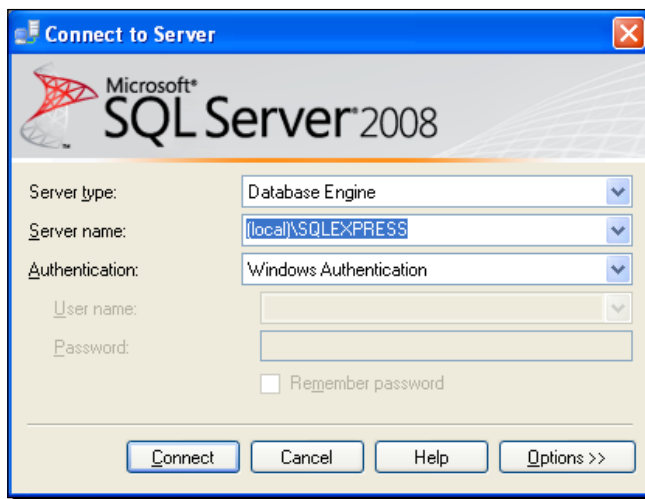 Connect to Server
Microsoft®
SQL Server® 2008
Server type: Database Engine
Server name: (local)\SQLEXPRESS
Authentication: Windows Authentication
User name:
Password:
Remember password
Connect Cancel Help Options >>